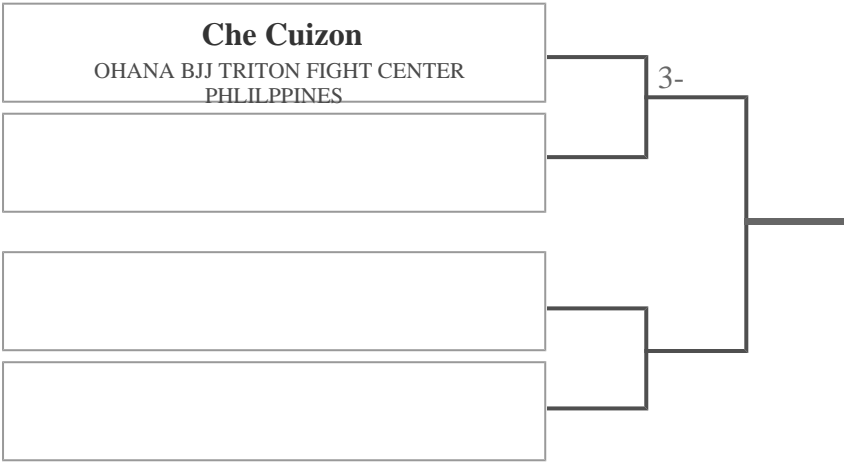 Che Cuizon
OHANA BJJ TRITON FIGHT CENTER
PHLILPPINES
3-